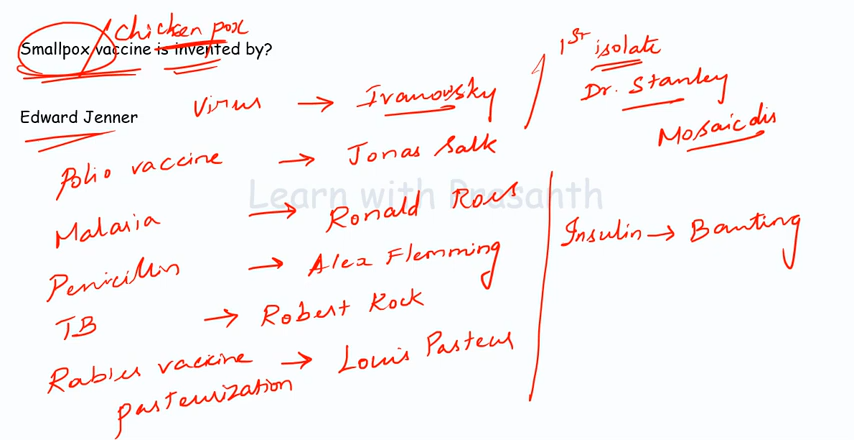 chicken pox
Smallpox vaccine is invented by?
1st isolate
Dr. Stanley
Mosaic dis
Virus → Ivanovsky
Edward Jenner
Polio vaccine → Jonas Salk
Learn with Prasanth
Malaria → Ronald Ross
Insulin → Banting
Penicillin → Alex Flemming
TB → Robert Kock
Rabies vaccine → Louis Pasteur
pasteurization